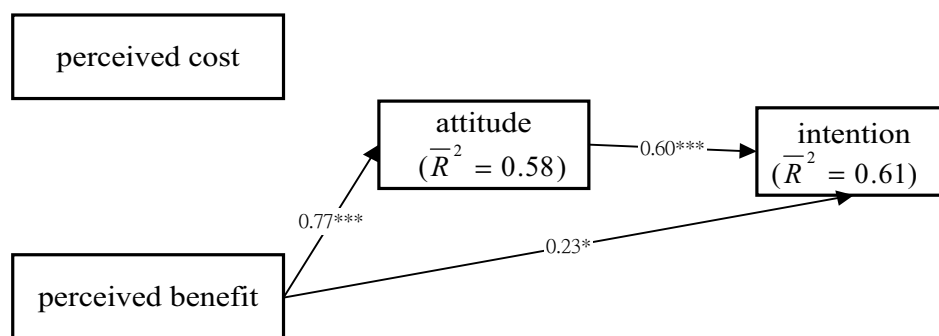 perceived cost
attitude
(R̅² = 0.58)
0.60***
intention
(R̅² = 0.61)
0.77***
0.23*
perceived benefit